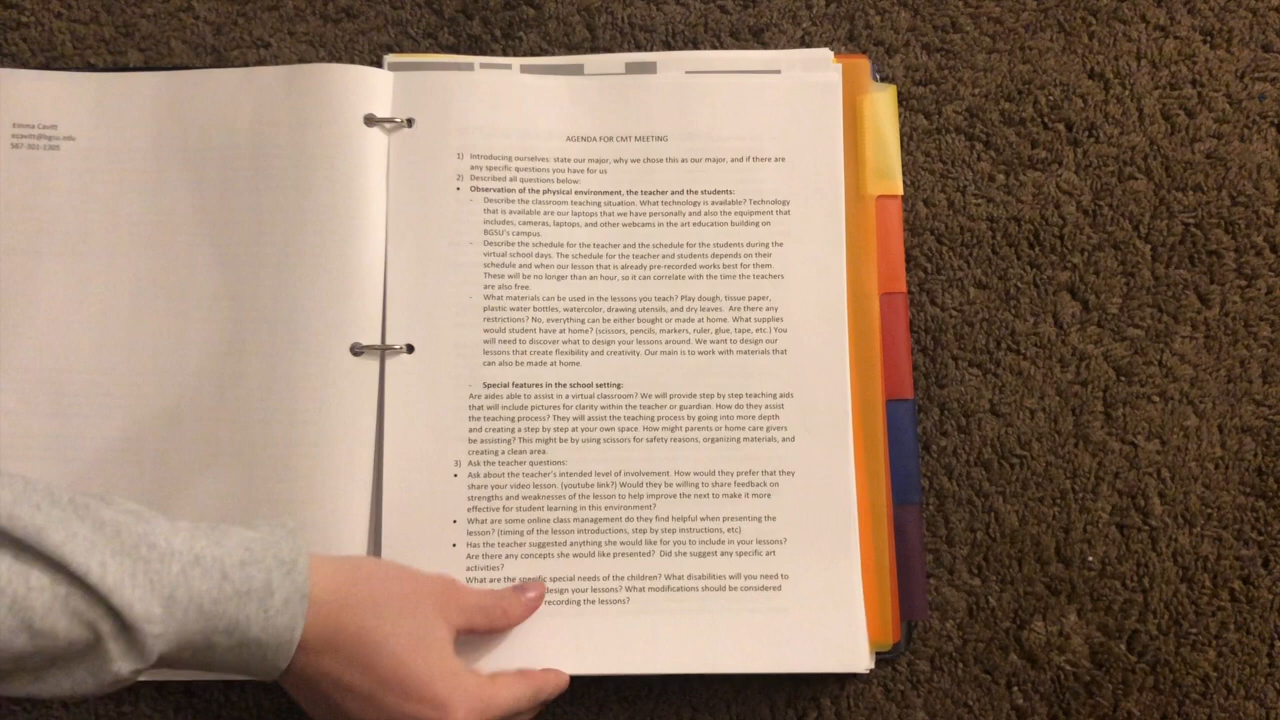 Emma Cavitt
ecavitt@bgsu.edu
567-301-1305
AGENDA FOR CMT MEETING
1) Introducing ourselves: state our major, why we chose this as our major, and if there are
any specific questions you have for us
2) Described all questions below:
• Observation of the physical environment, the teacher and the students:
- Describe the classroom teaching situation. What technology is available? Technology
that is available are our laptops that we have personally and also the equipment that
includes, cameras, laptops, and other webcams in the art education building on
BGSU's campus.
- Describe the schedule for the teacher and the schedule for the students during the
virtual school days. The schedule for the teacher and students depends on their
schedule and when our lesson that is already pre-recorded works best for them.
These will be no longer than an hour, so it can correlate with the time the teachers
are also free.
- What materials can be used in the lessons you teach? Play dough, tissue paper,
plastic water bottles, watercolor, drawing utensils, and dry leaves. Are there any
restrictions? No, everything can be either bought or made at home. What supplies
would student have at home? (scissors, pencils, markers, ruler, glue, tape, etc.) You
will need to discover what to design your lessons around. We want to design our
lessons that create flexibility and creativity. Our main is to work with materials that
can also be made at home.
- Special features in the school setting:
Are aides able to assist in a virtual classroom? We will provide step by step teaching aids
that will include pictures for clarity within the teacher or guardian. How do they assist
the teaching process? They will assist the teaching process by going into more depth
and creating a step by step at your own space. How might parents or home care givers
be assisting? This might be by using scissors for safety reasons, organizing materials, and
creating a clean area.
3) Ask the teacher questions:
• Ask about the teacher's intended level of involvement. How would they prefer that they
share your video lesson. (youtube link?) Would they be willing to share feedback on
strengths and weaknesses of the lesson to help improve the next to make it more
effective for student learning in this environment?
• What are some online class management do they find helpful when presenting the
lesson? (timing of the lesson introductions, step by step instructions, etc)
• Has the teacher suggested anything she would like for you to include in your lessons?
Are there any concepts she would like presented? Did she suggest any specific art
activities?
What are the specific special needs of the children? What disabilities will you need to
design your lessons? What modifications should be considered
recording the lessons?